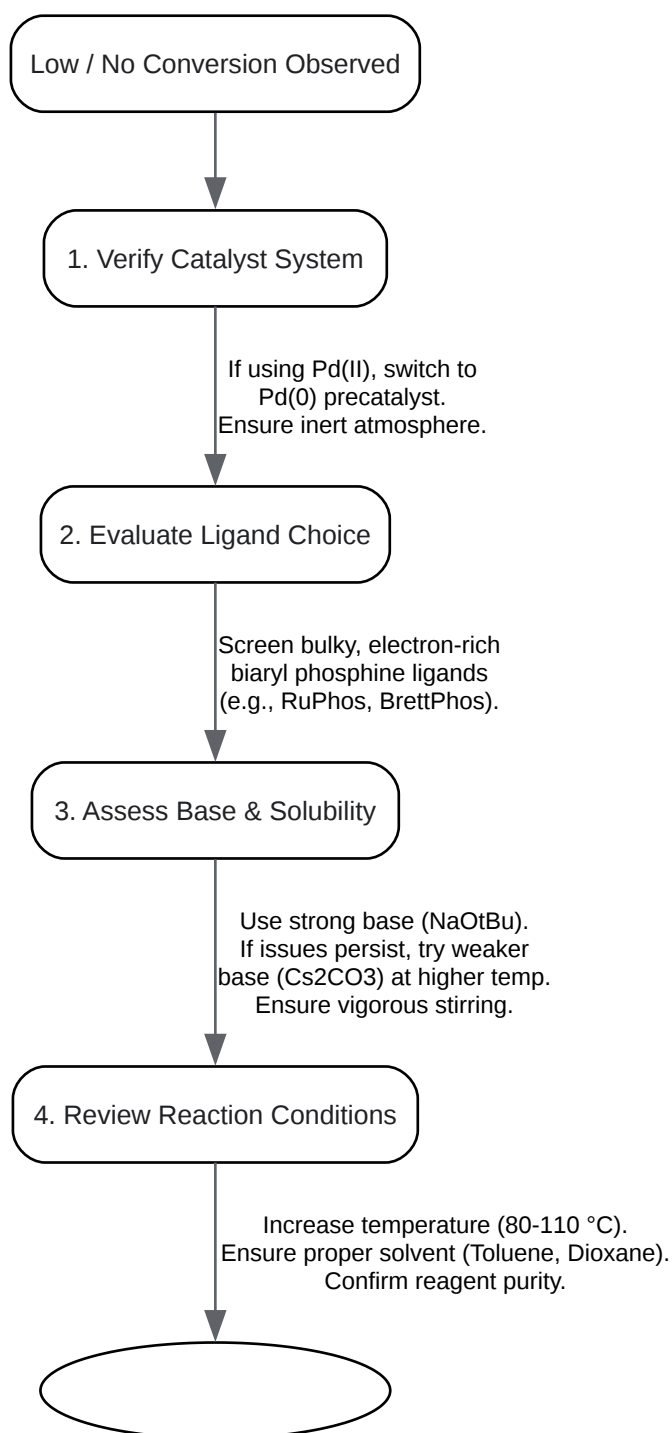 Low / No Conversion Observed
1. Verify Catalyst System
If using Pd(II), switch to
Pd(0) precatalyst.
Ensure inert atmosphere.
2. Evaluate Ligand Choice
Screen bulky, electron-rich
biaryl phosphine ligands
(e.g., RuPhos, BrettPhos).
3. Assess Base & Solubility
Use strong base (NaOtBu).
If issues persist, try weaker
base (Cs2CO3) at higher temp.
Ensure vigorous stirring.
4. Review Reaction Conditions
Increase temperature (80-110 °C).
Ensure proper solvent (Toluene, Dioxane).
Confirm reagent purity.